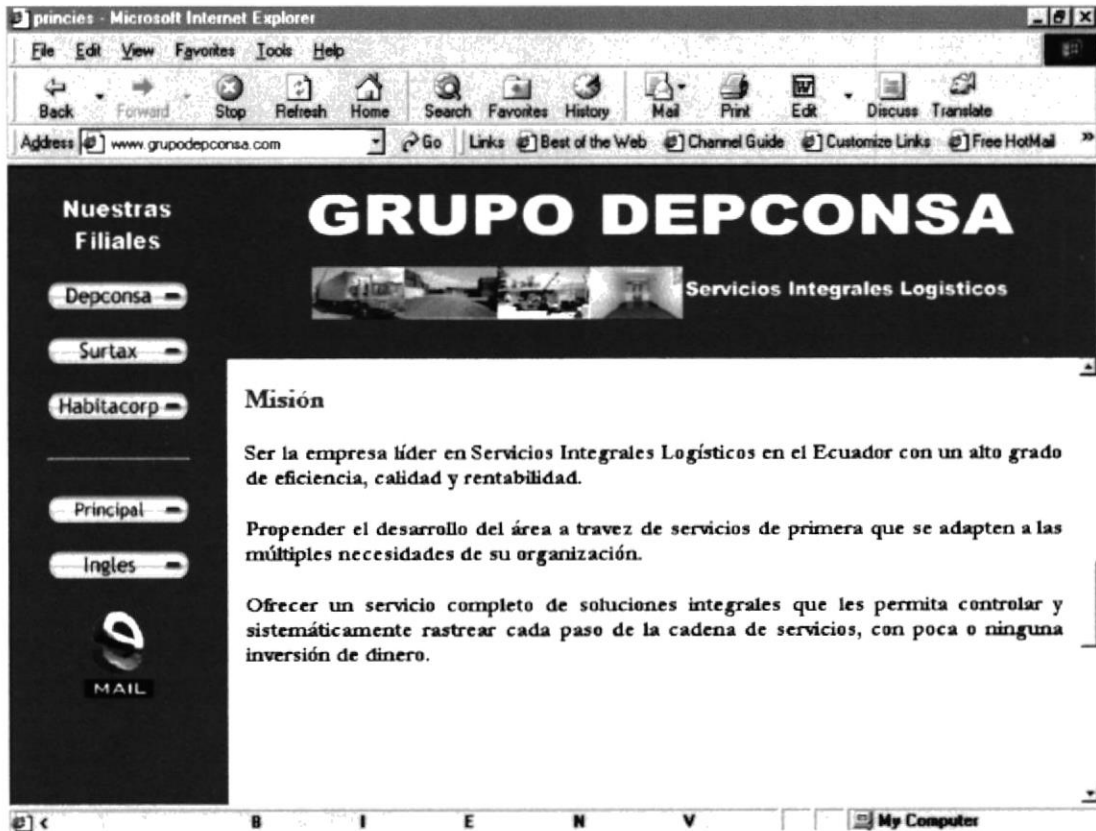 princies - Microsoft Internet Explorer
File Edit View Favorites Tools Help
Back Forward Stop Refresh Home Search Favorites History Mail Print Edit Discuss Translate
Address www.grupodepconsa.com Go Links Best of the Web Channel Guide Customize Links Free HotMail »
Nuestras
Filiales
Depconsa
Surtax
Habitacorp
Principal
Ingles
MAIL
GRUPO DEPCONSA
Servicios Integrales Logisticos
Misión
Ser la empresa líder en Servicios Integrales Logísticos en el Ecuador con un alto grado
de eficiencia, calidad y rentabilidad.
Propender el desarrollo del área a travez de servicios de primera que se adapten a las
múltiples necesidades de su organización.
Ofrecer un servicio completo de soluciones integrales que les permita controlar y
sistemáticamente rastrear cada paso de la cadena de servicios, con poca o ninguna
inversión de dinero.
< B I E N V My Computer